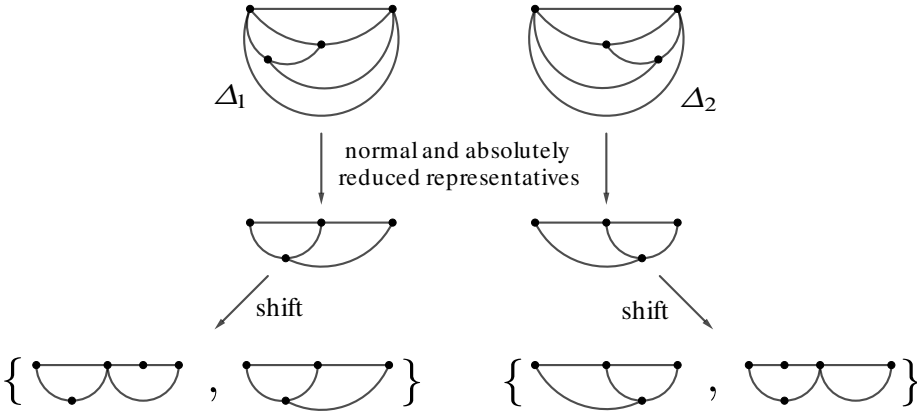 Δ1 Δ2
normal and absolutely
reduced representatives
shift shift
{ , } { , }